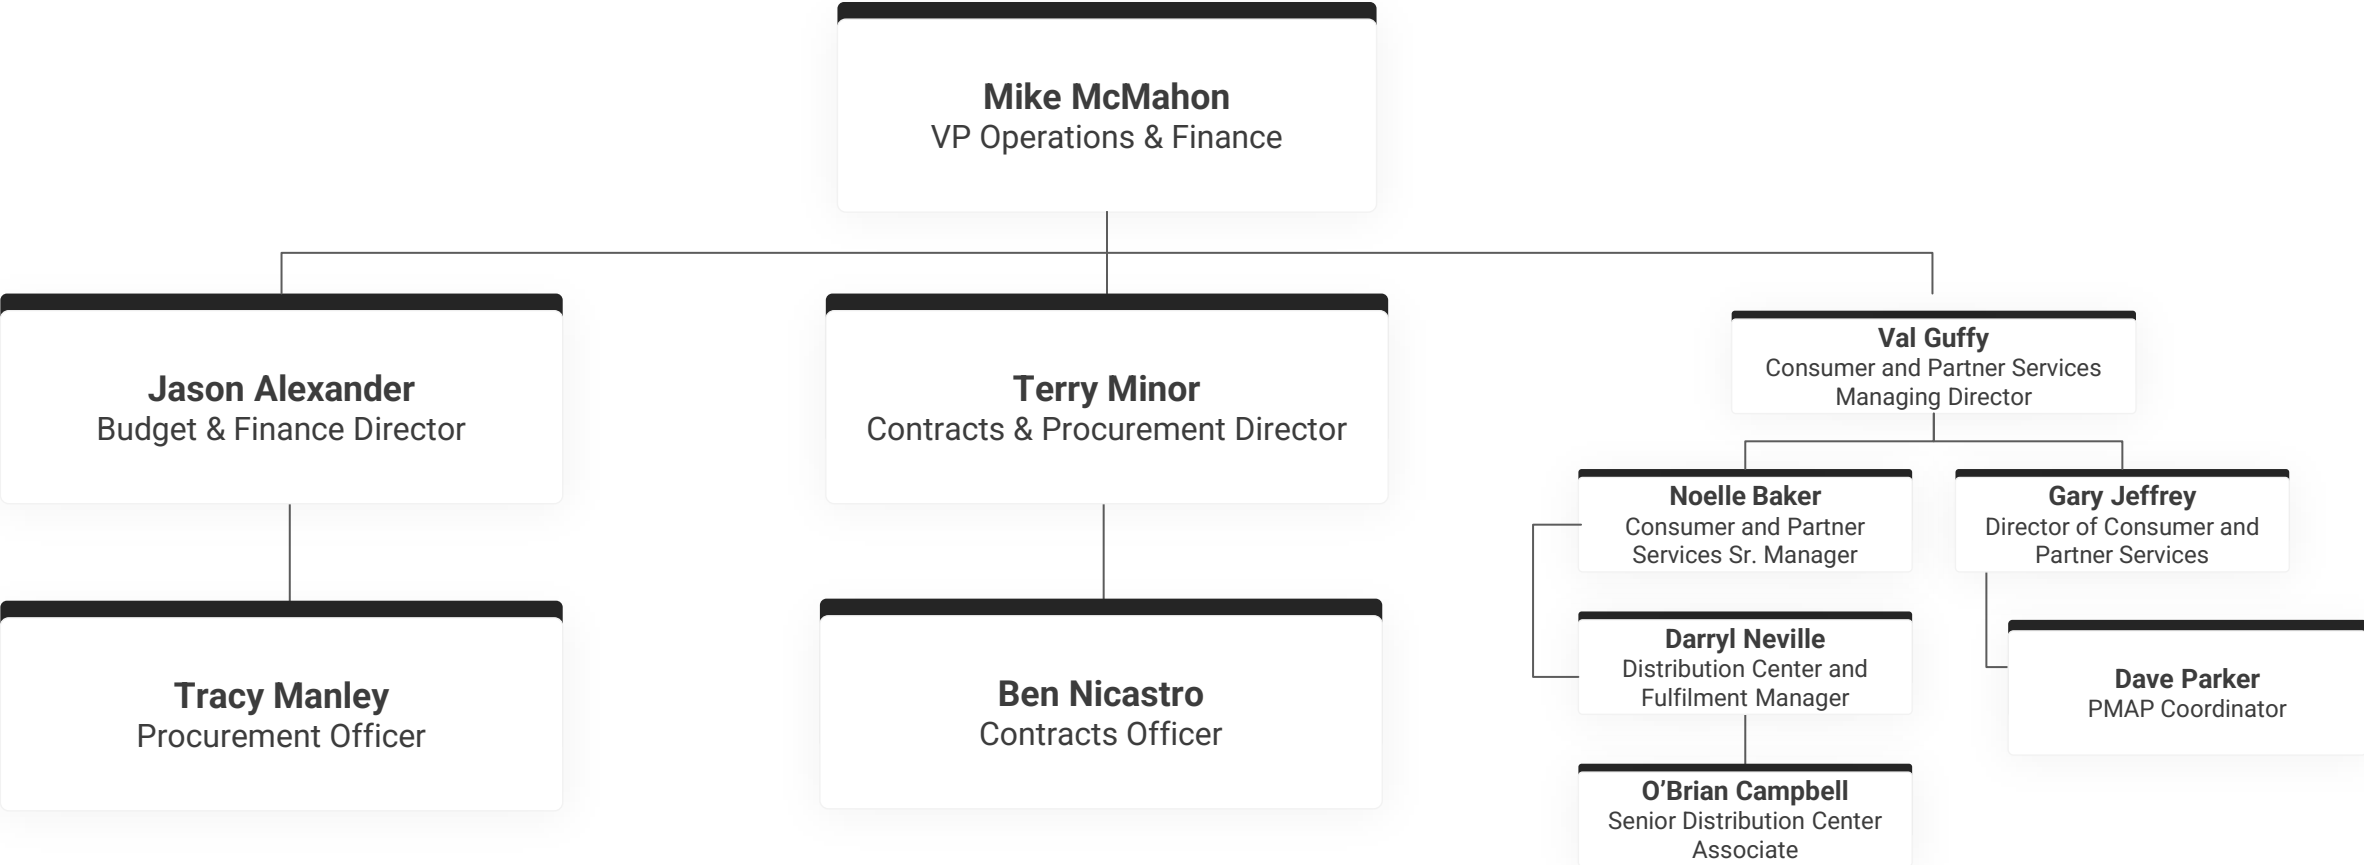 Mike McMahon
VP Operations & Finance
Jason Alexander
Budget & Finance Director
Terry Minor
Contracts & Procurement Director
Val Guffy
Consumer and Partner Services
Managing Director
Noelle Baker
Consumer and Partner
Services Sr. Manager
Gary Jeffrey
Director of Consumer and
Partner Services
Tracy Manley
Procurement Officer
Ben Nicastro
Contracts Officer
Darryl Neville
Distribution Center and
Fulfilment Manager
Dave Parker
PMAP Coordinator
O’Brian Campbell
Senior Distribution Center
Associate